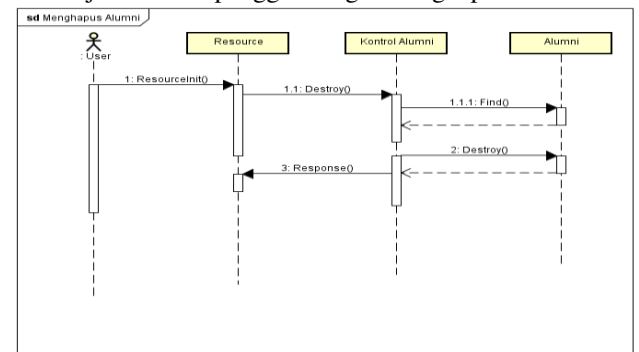 sd Menghapus Alumni
: User
Resource
Kontrol Alumni
Alumni
1: ResourceInit()
1.1: Destroy()
1.1.1: Find()
2: Destroy()
3: Response()